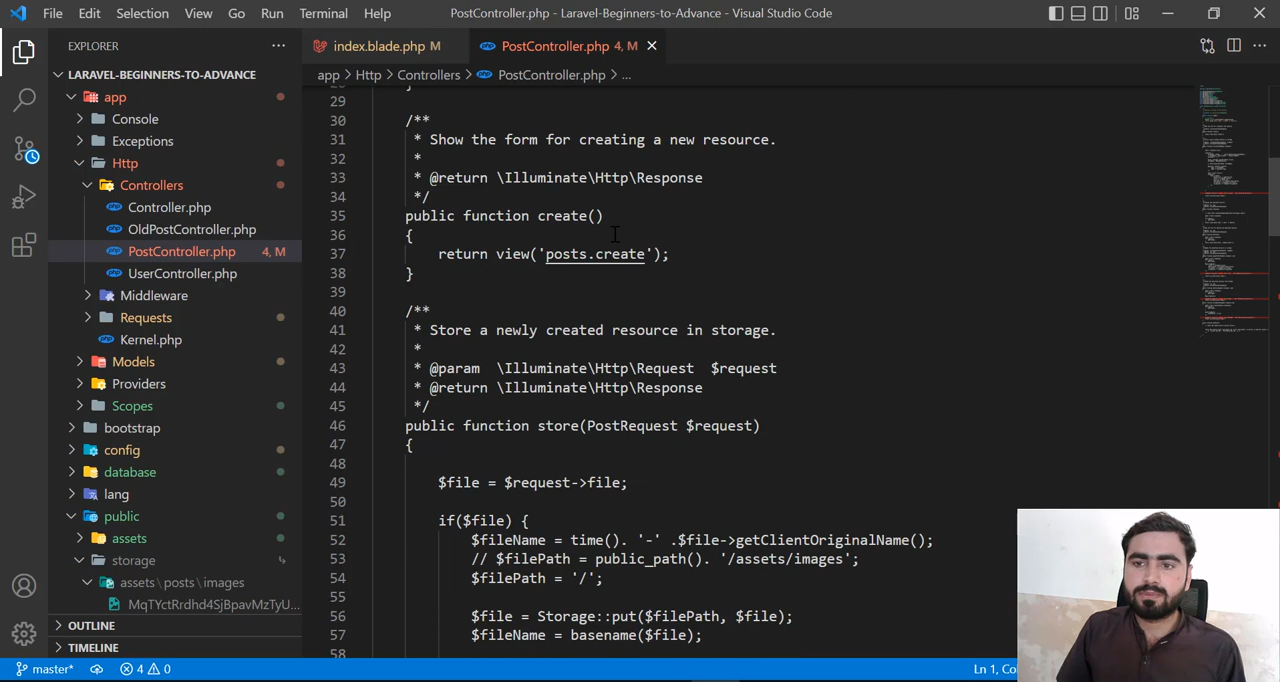 File Edit Selection View Go Run Terminal Help PostController.php - Laravel-Beginners-to-Advance - Visual Studio Code
EXPLORER
LARAVEL-BEGINNERS-TO-ADVANCE
app
Console
Exceptions
Http
Controllers
Controller.php
OldPostController.php
PostController.php 4, M
UserController.php
Middleware
Requests
Kernel.php
Models
Providers
Scopes
bootstrap
config
database
lang
public
assets
storage
assets\posts\images
MqTYctRrdhd4SjBpavMzTyU...
OUTLINE
TIMELINE
index.blade.php M
PostController.php 4, M
app > Http > Controllers > PostController.php > ...
29
30 /**
31 * Show the form for creating a new resource.
32 *
33 * @return \Illuminate\Http\Response
34 */
35 public function create()
36 {
37 return view('posts.create');
38 }
39
40 /**
41 * Store a newly created resource in storage.
42 *
43 * @param \Illuminate\Http\Request $request
44 * @return \Illuminate\Http\Response
45 */
46 public function store(PostRequest $request)
47 {
48
49 $file = $request->file;
50
51 if($file) {
52 $fileName = time(). '-' .$file->getClientOriginalName();
53 // $filePath = public_path(). '/assets/images';
54 $filePath = '/';
55
56 $file = Storage::put($filePath, $file);
57 $fileName = basename($file);
58
master* 4 0 Ln 1,